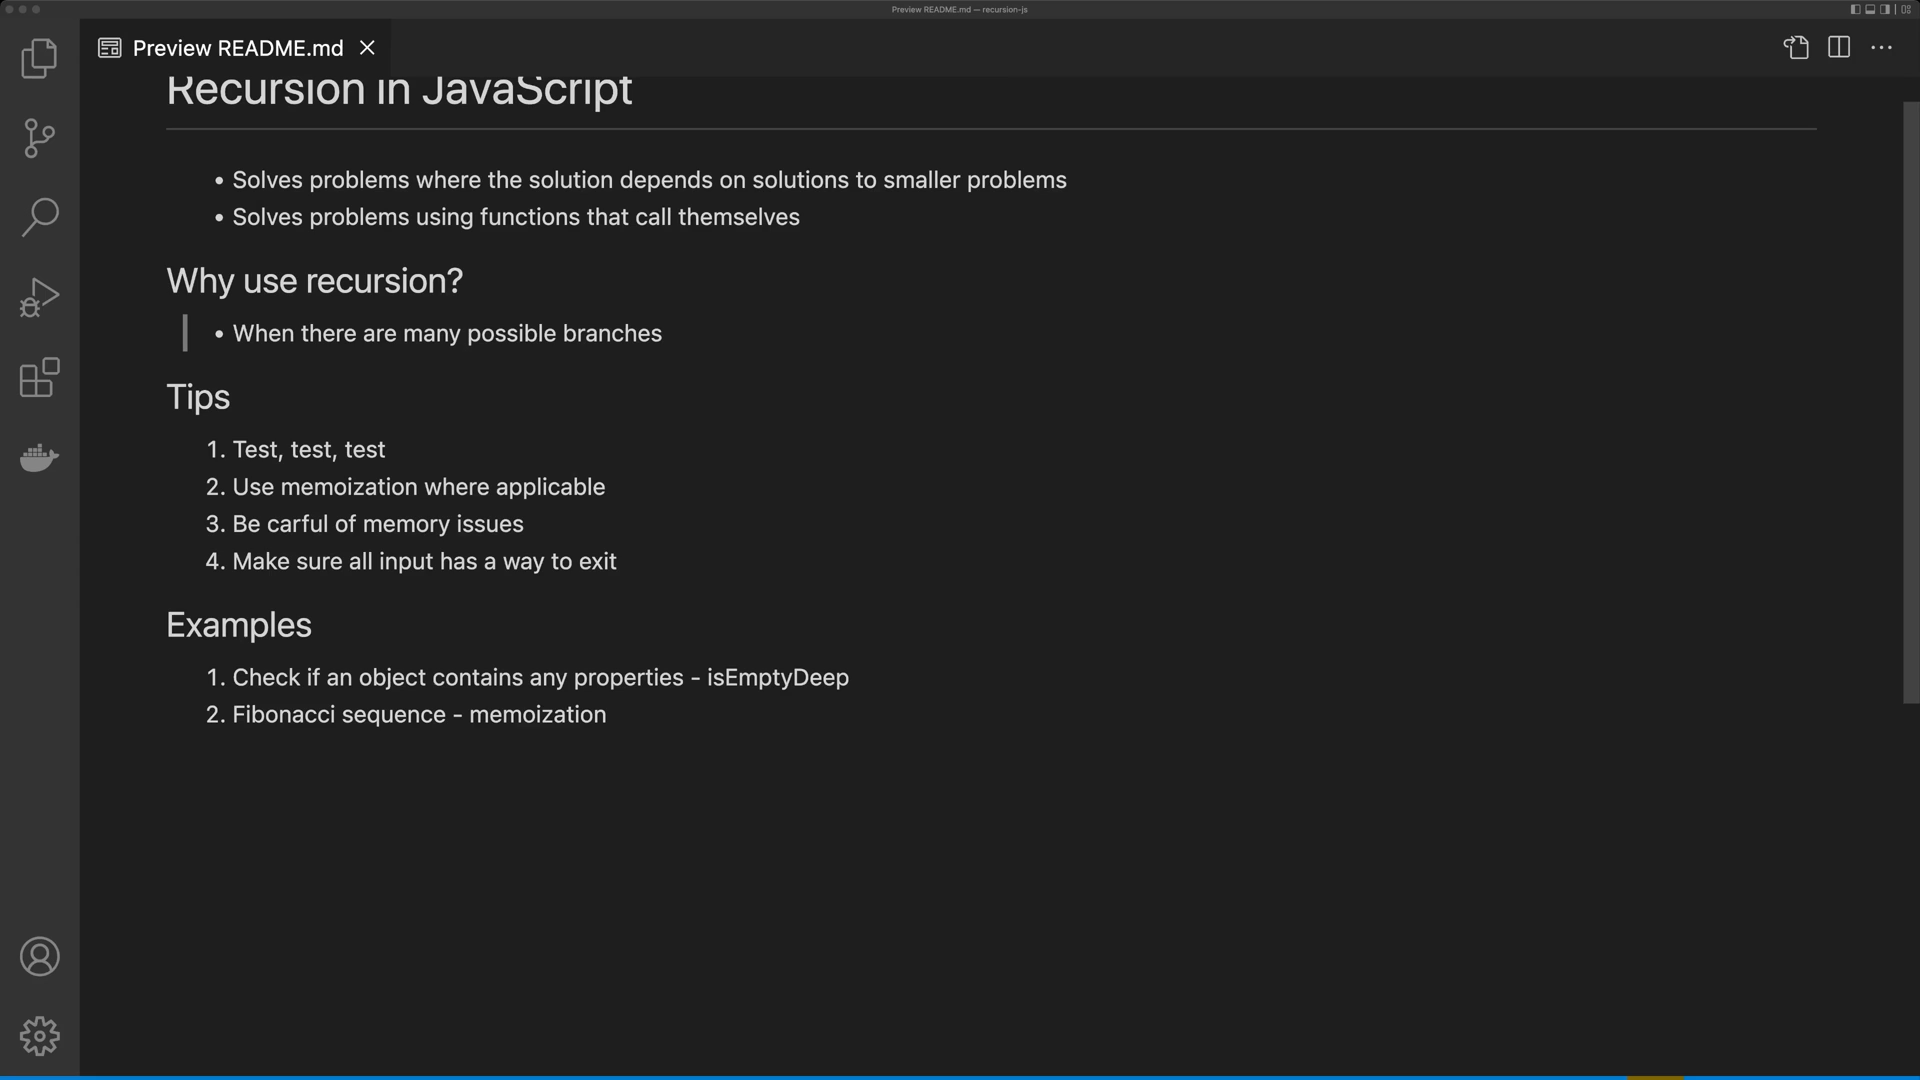 Preview README.md — recursion-js
Preview README.md
Recursion in JavaScript
• Solves problems where the solution depends on solutions to smaller problems
• Solves problems using functions that call themselves
Why use recursion?
• When there are many possible branches
Tips
1. Test, test, test
2. Use memoization where applicable
3. Be carful of memory issues
4. Make sure all input has a way to exit
Examples
1. Check if an object contains any properties - isEmptyDeep
2. Fibonacci sequence - memoization